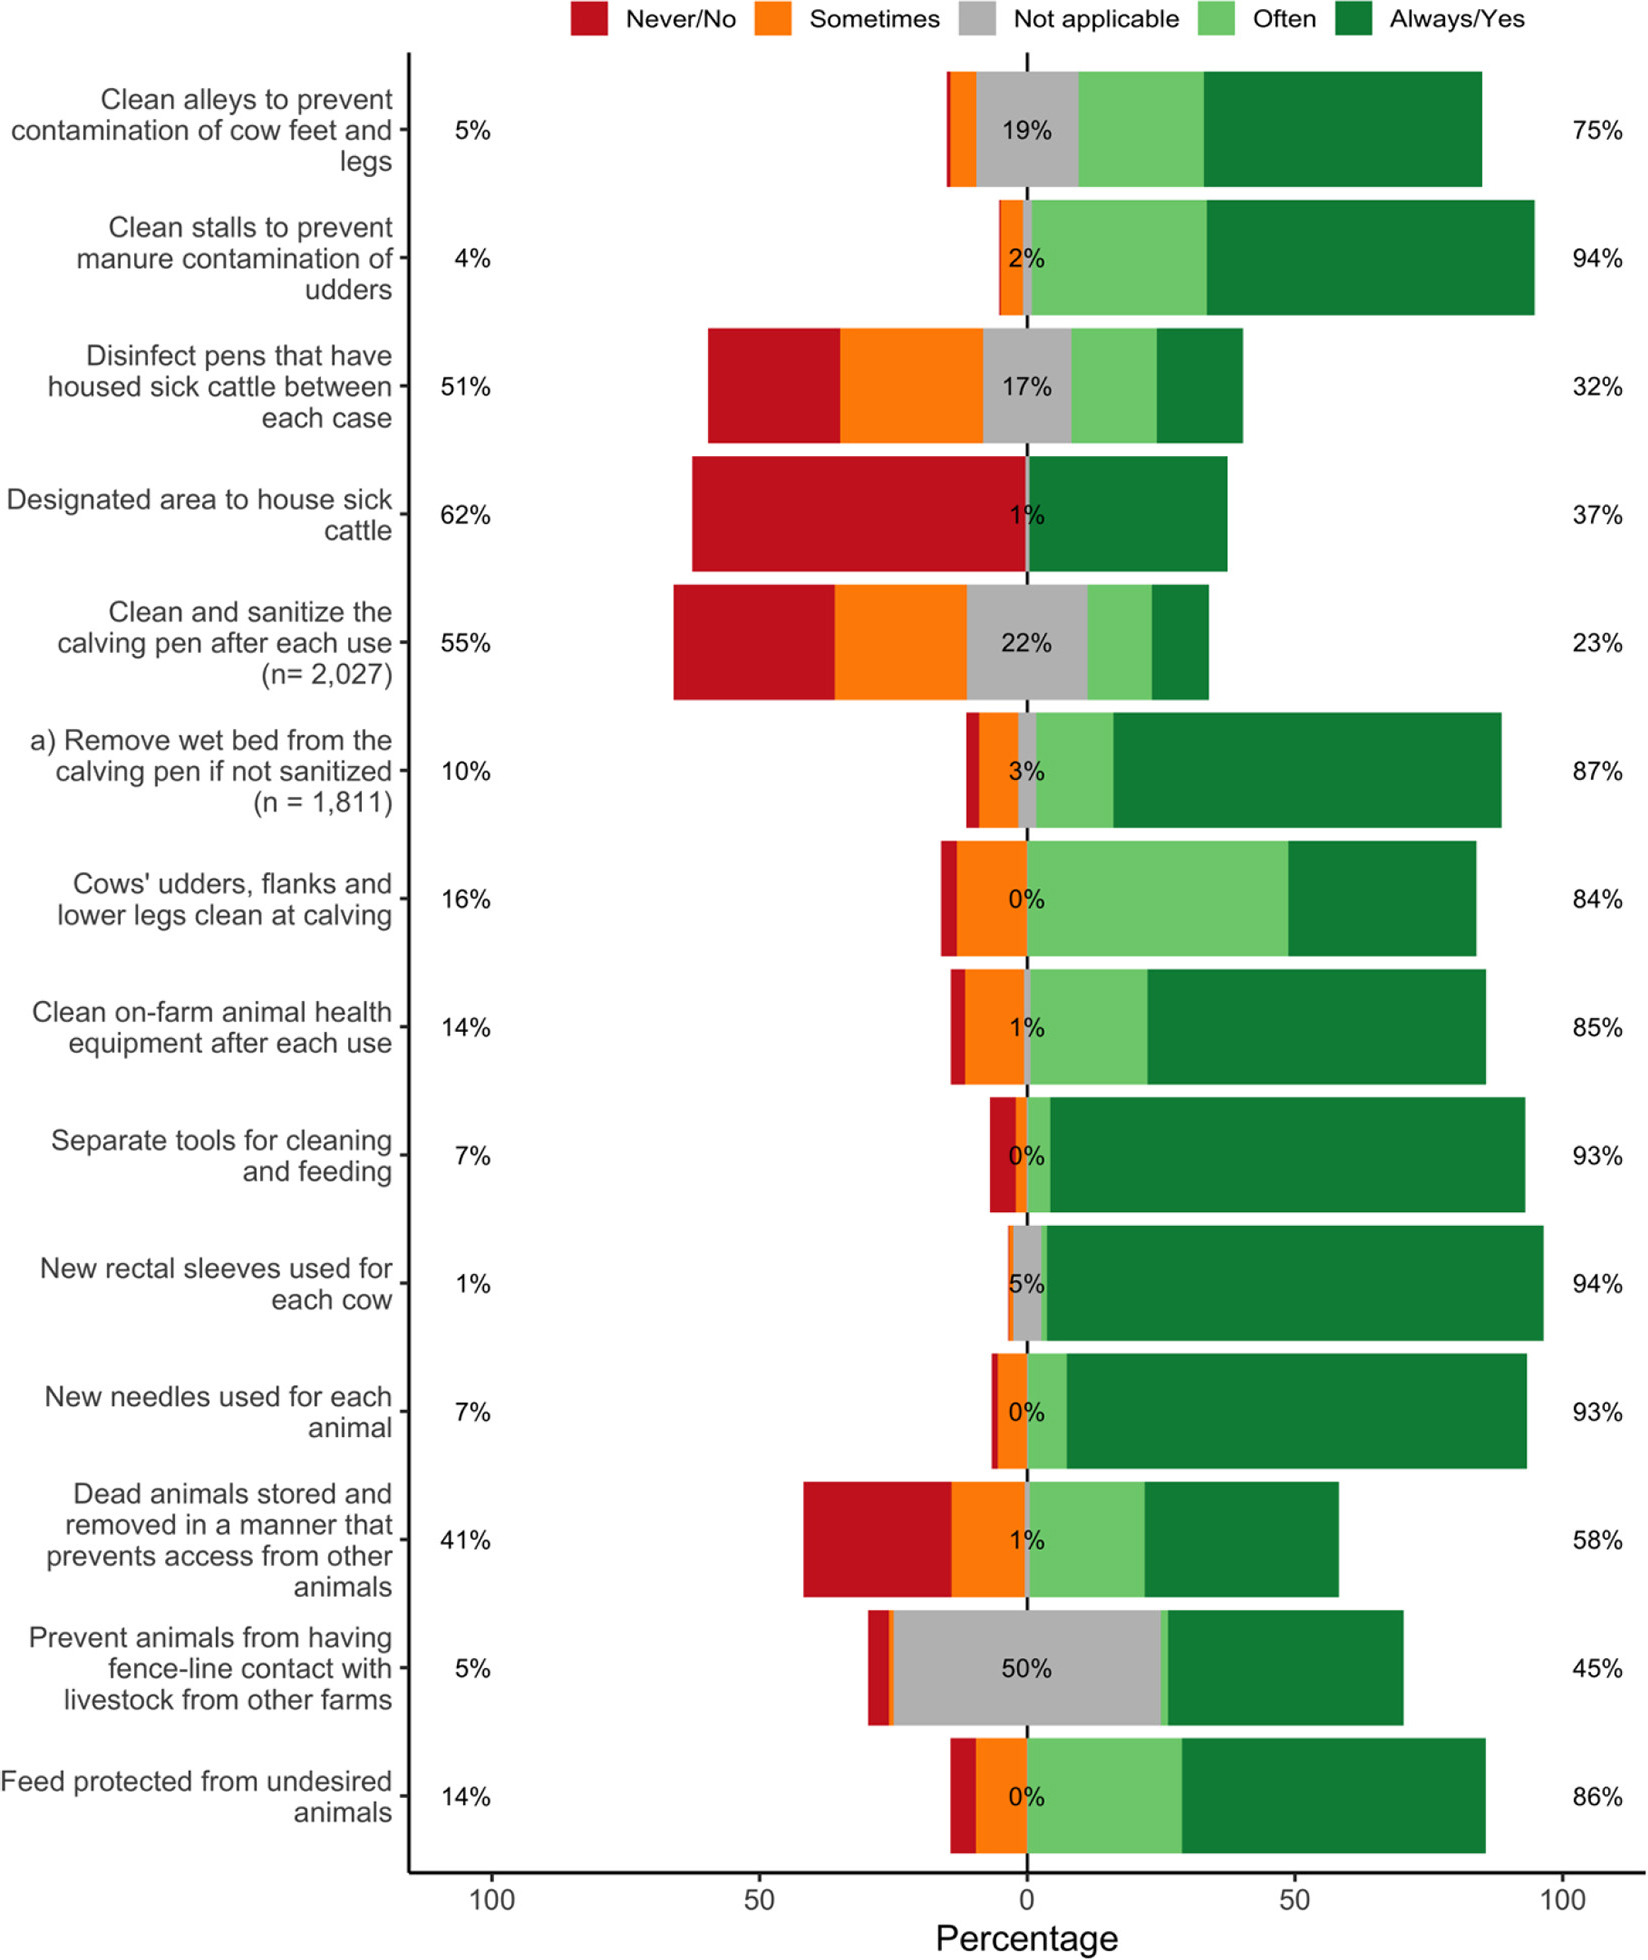 Never/No Sometimes Not applicable Often Always/Yes
Clean alleys to prevent
contamination of cow feet and
legs
5% 19% 75%
Clean stalls to prevent
manure contamination of
udders
4% 2% 94%
Disinfect pens that have
housed sick cattle between
each case
51% 17% 32%
Designated area to house sick
cattle
62% 1% 37%
Clean and sanitize the
calving pen after each use
(n= 2,027)
55% 22% 23%
a) Remove wet bed from the
calving pen if not sanitized
(n = 1,811)
10% 3% 87%
Cows' udders, flanks and
lower legs clean at calving
16% 0% 84%
Clean on-farm animal health
equipment after each use
14% 1% 85%
Separate tools for cleaning
and feeding
7% 0% 93%
New rectal sleeves used for
each cow
1% 5% 94%
New needles used for each
animal
7% 0% 93%
Dead animals stored and
removed in a manner that
prevents access from other
animals
41% 1% 58%
Prevent animals from having
fence-line contact with
livestock from other farms
5% 50% 45%
Feed protected from undesired
animals
14% 0% 86%
100 50 0 50 100
Percentage